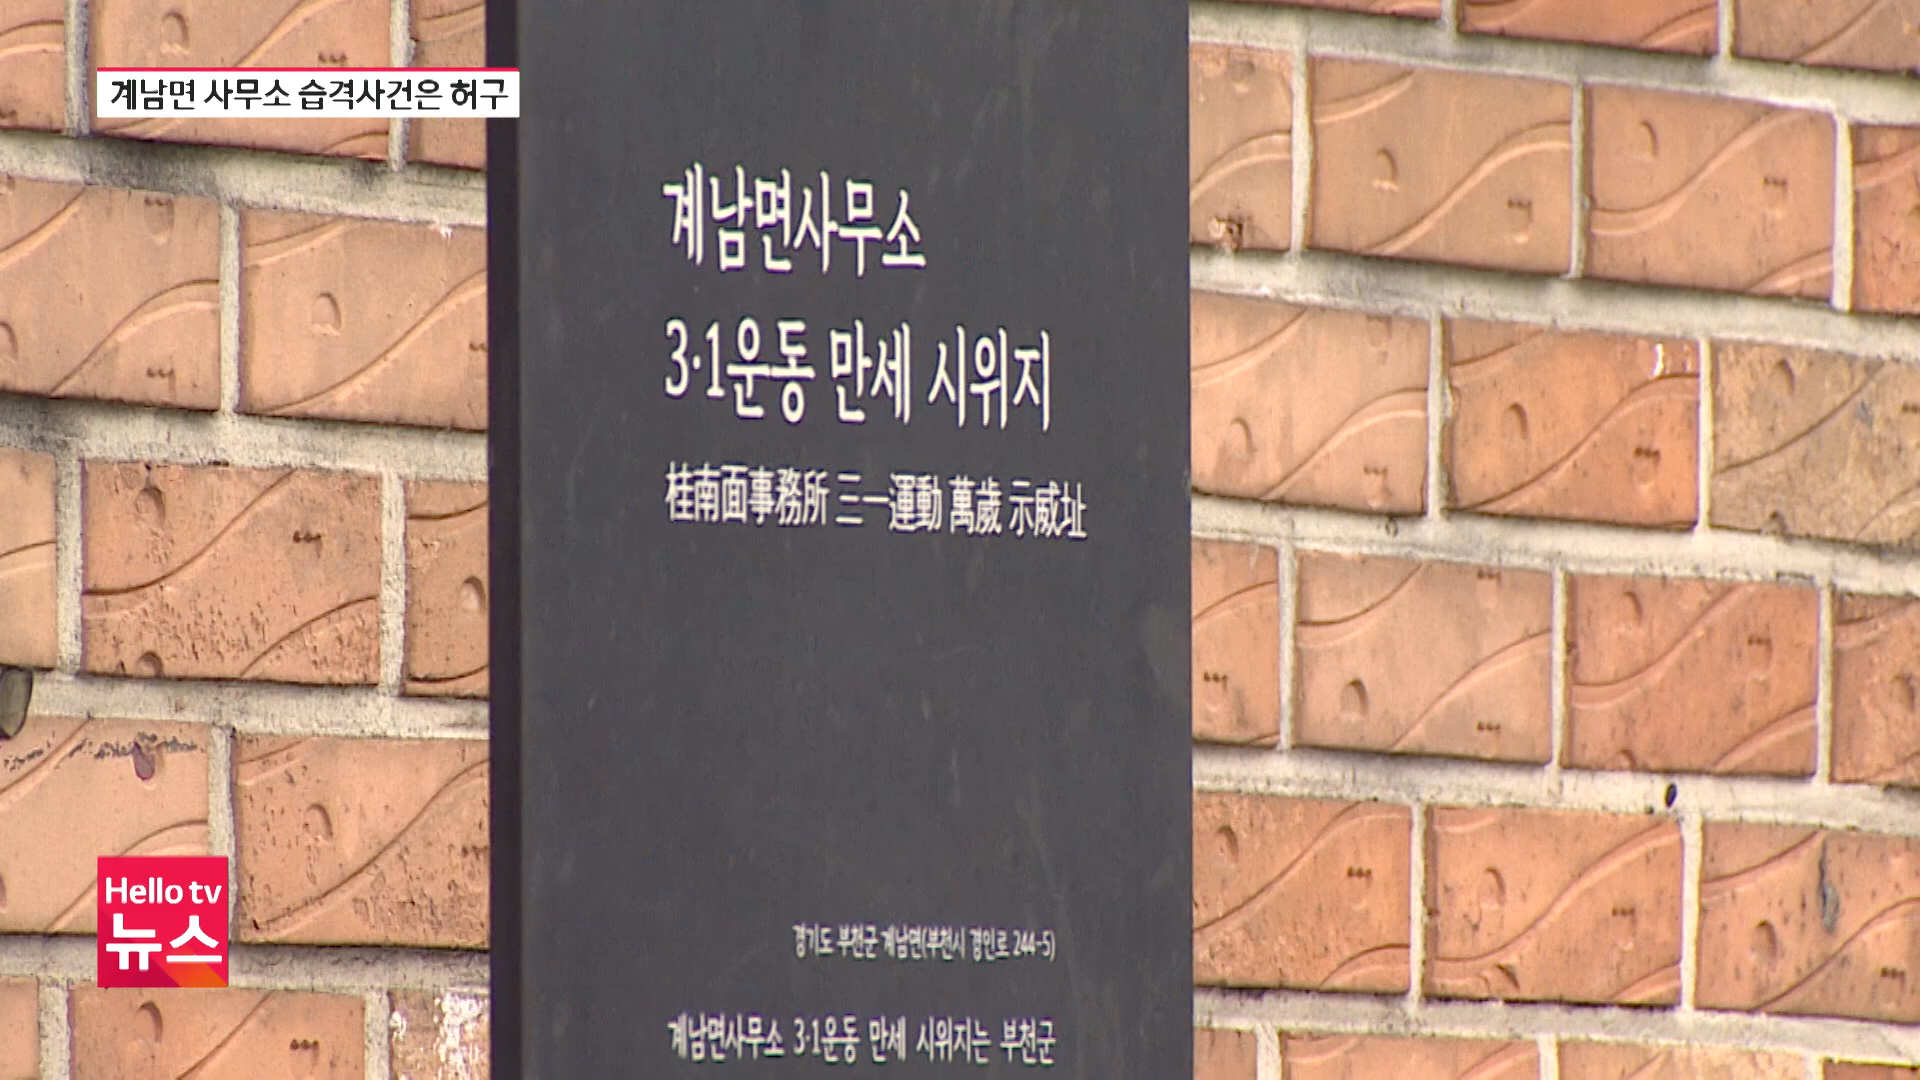 계남면 사무소 습격사건은 허구
계남면사무소
3·1운동 만세 시위지
桂南面事務所 三一運動 萬歲 示威址
경기도 부천군 계남면(부천시 경인로 244-5)
계남면사무소 3·1운동 만세 시위지는 부천군
Hello tv
뉴스